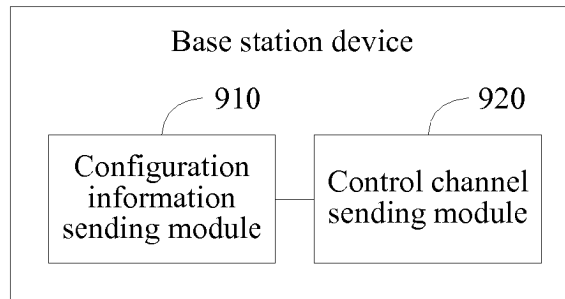 Base station device
910
920
Configuration
information
sending module
Control channel
sending module